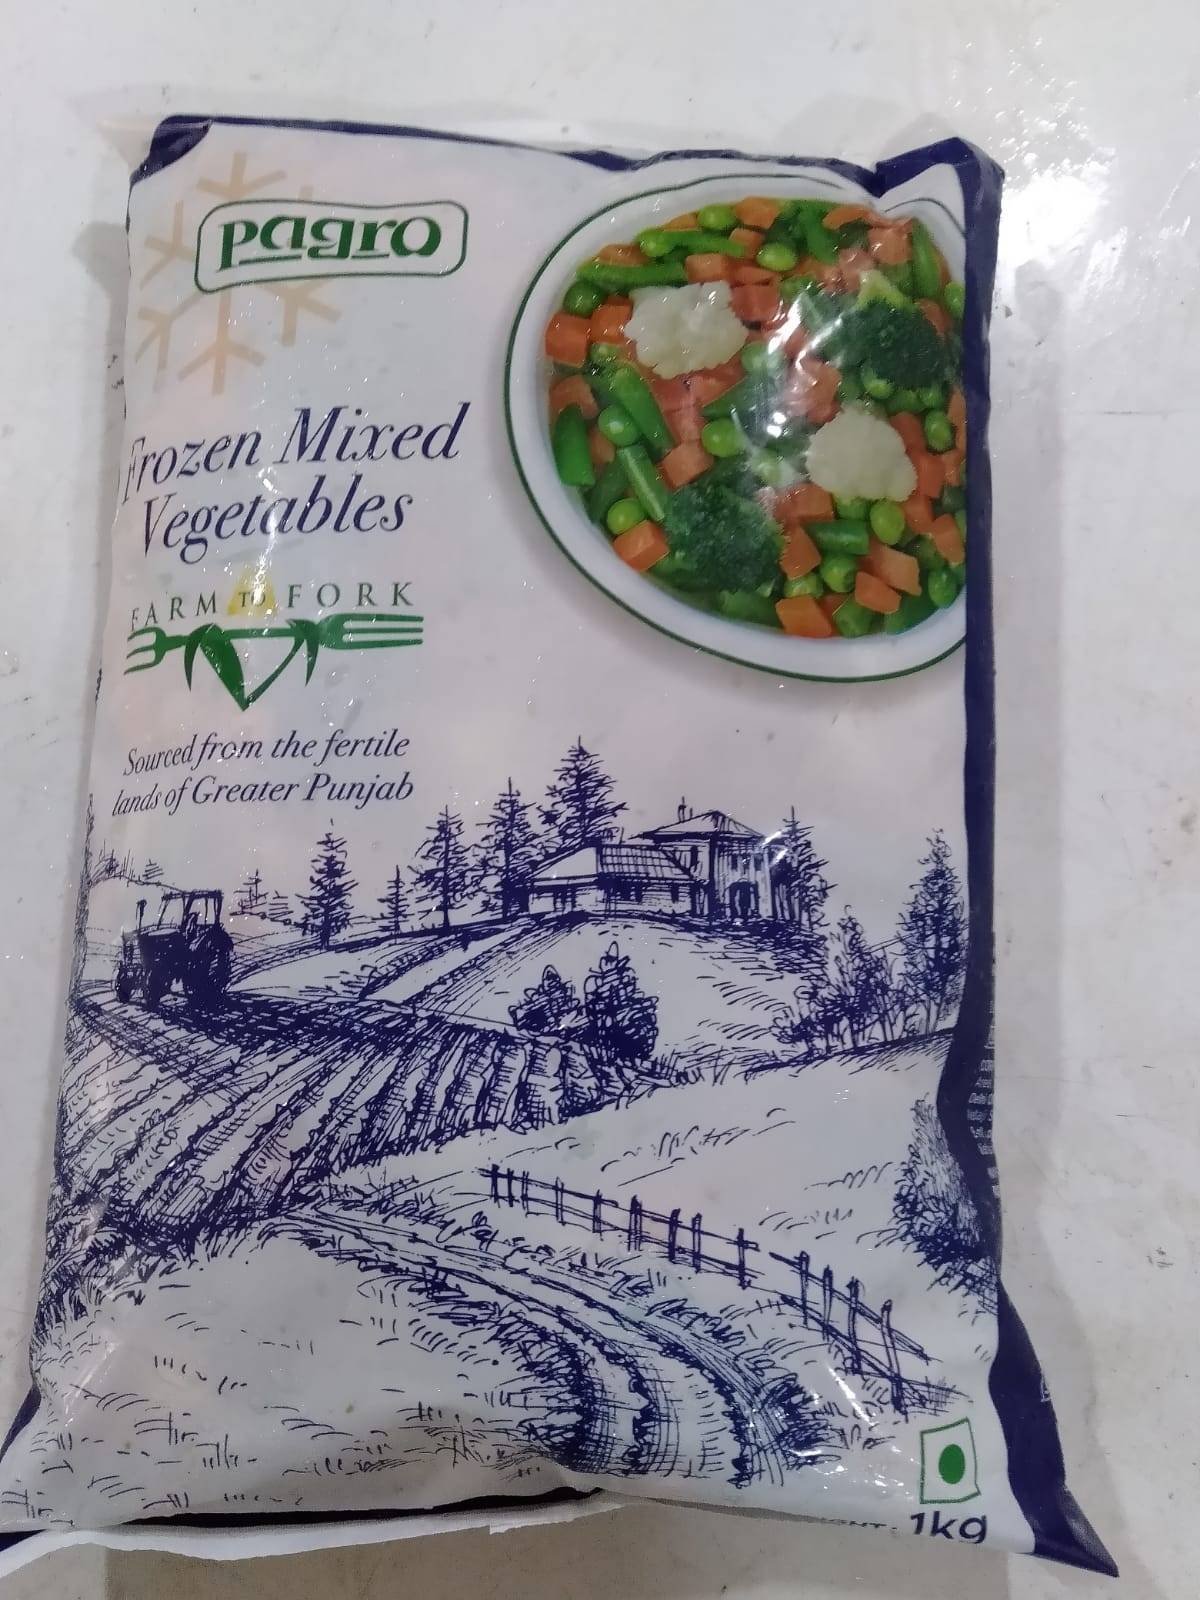 pagro
Frozen Mixed
Vegetables
FARM TO FORK
Sourced from the fertile
lands of Greater Punjab
1kg